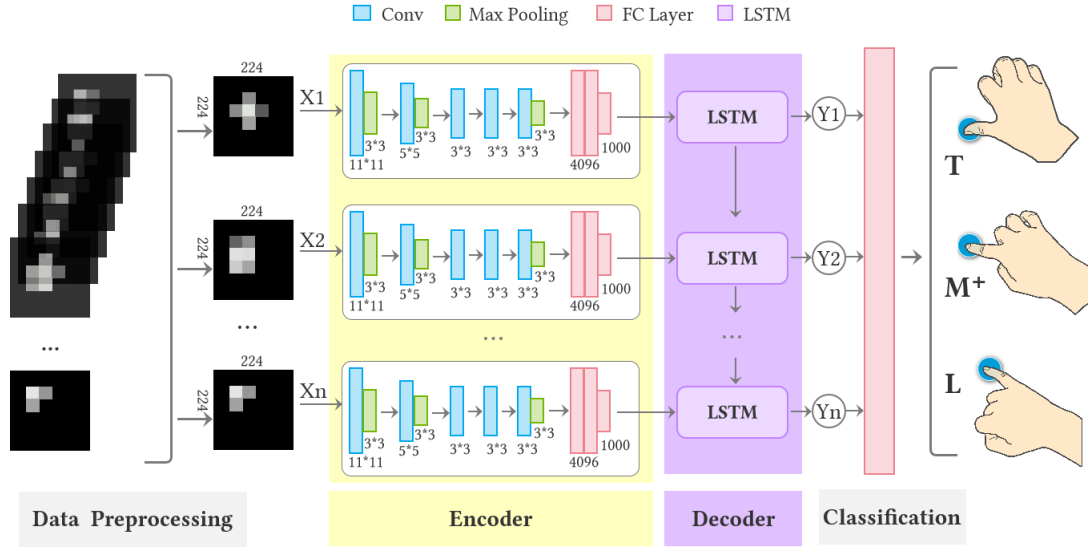 Conv Max Pooling FC Layer LSTM
224
224
X1
11*11
3*3
5*5
3*3
3*3
3*3
3*3
3*3
4096
1000
LSTM
Y1
T
224
224
X2
11*11
3*3
5*5
3*3
3*3
3*3
3*3
3*3
4096
1000
LSTM
Y2
M+
...
...
...
...
224
224
Xn
11*11
3*3
5*5
3*3
3*3
3*3
3*3
3*3
4096
1000
LSTM
Yn
L
Data Preprocessing
Encoder
Decoder
Classification